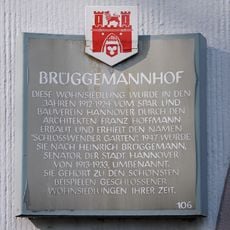 BRÜGGEMANNHOF
DIESE WOHNSIEDLUNG WURDE IN DEN
JAHREN 1912-1924 VOM SPAR UND
BAUVEREIN HANNOVER DURCH DEN
ARCHITEKTEN FRANZ HOFFMANN
ERBAUT UND ERHIELT DEN NAMEN
"SCHLOSSWENDER GARTEN". 1947 WURDE
SIE NACH HEINRICH BRÜGGEMANN,
SENATOR DER STADT HANNOVER
VON 1913-1933, UMBENANNT.
SIE GEHÖRT ZU DEN SCHÖNSTEN
BEISPIELEN GESCHLOSSENER
WOHNSIEDLUNGEN IHRER ZEIT.
106